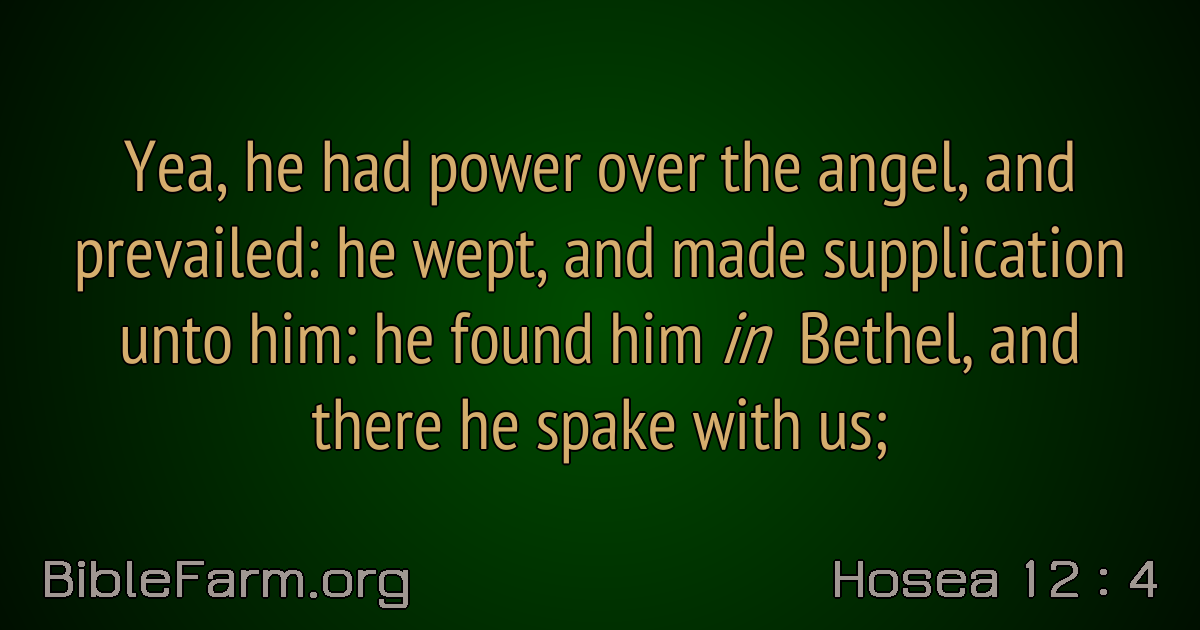 Yea, he had power over the angel, and
prevailed: he wept, and made supplication
unto him: he found him in Bethel, and
there he spake with us;
BibleFarm.org
Hosea 12 : 4